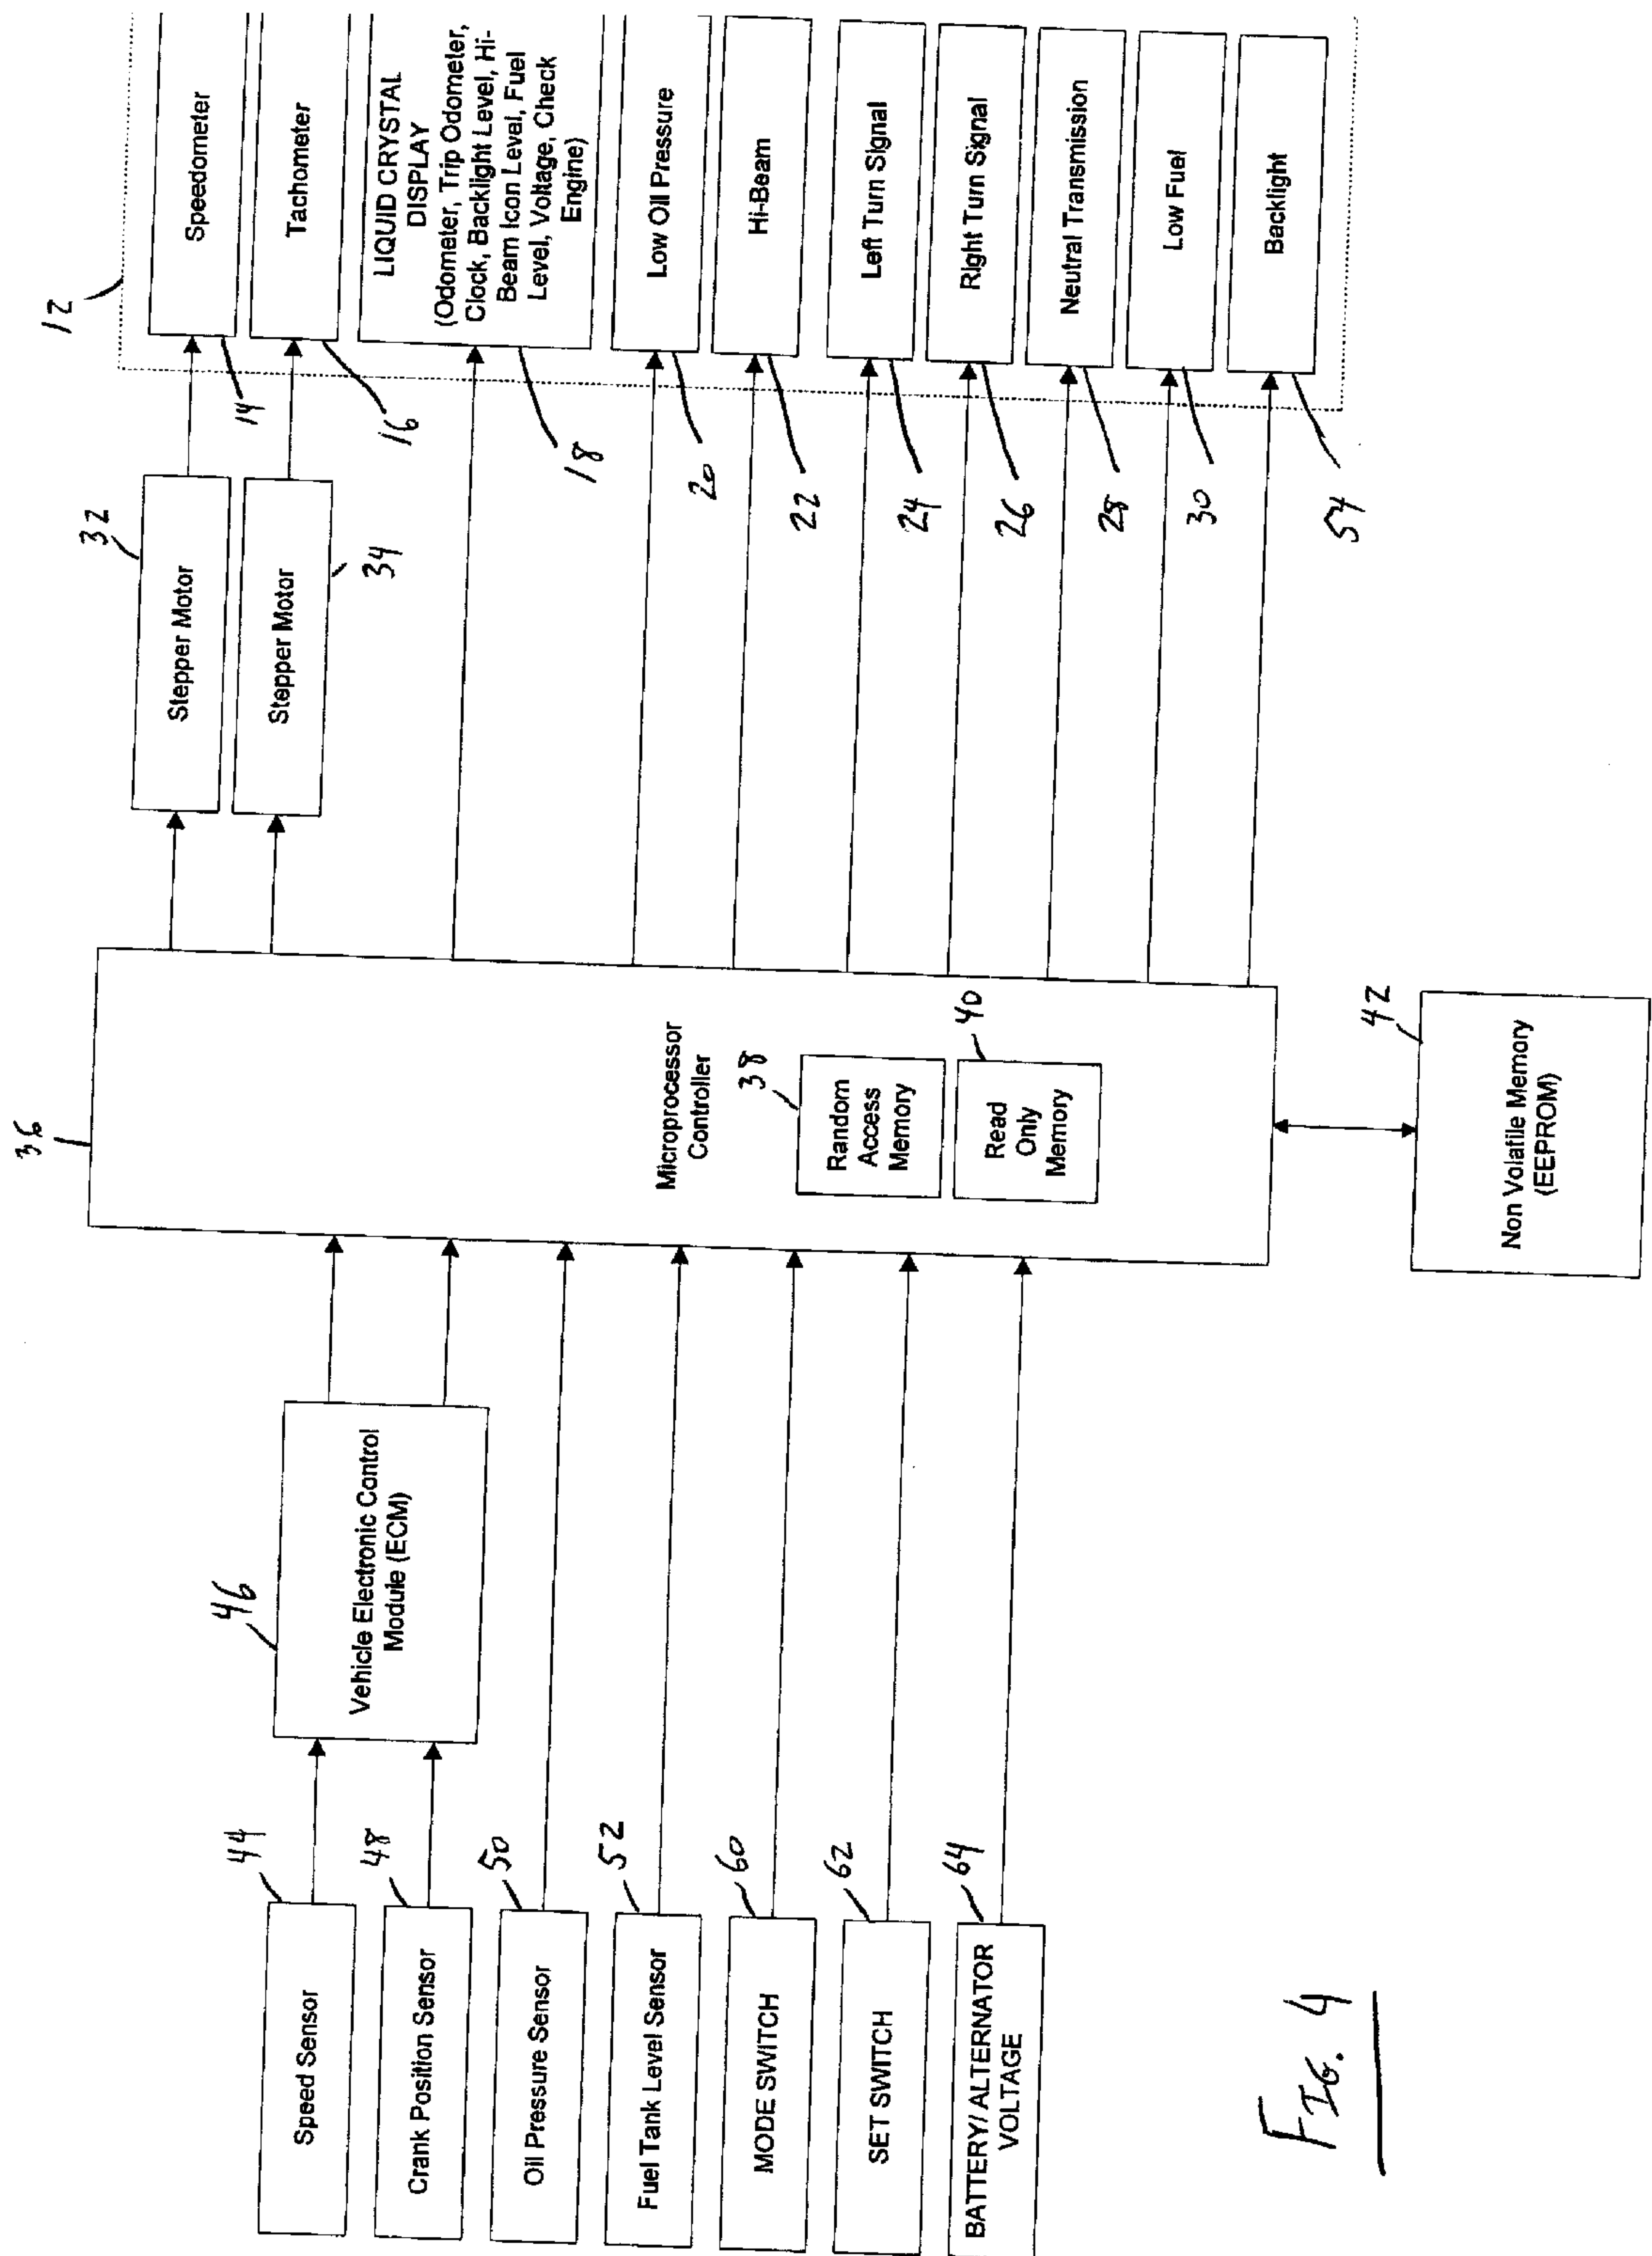 44
Speed Sensor
48
Crank Position Sensor
50
Oil Pressure Sensor
52
Fuel Tank Level Sensor
60
MODE SWITCH
62
SET SWITCH
64
BATTERY/ ALTERNATOR
VOLTAGE
46
Vehicle Electronic Control
Module (ECM)
36
Microprocessor
Controller
38
Random
Access
Memory
40
Read
Only
Memory
42
Non Volatile Memory
(EEPROM)
32
Stepper Motor
34
Stepper Motor
12
Speedometer
14
Tachometer
16
LIQUID CRYSTAL
DISPLAY
(Odometer, Trip Odometer,
Clock, Backlight Level, Hi-
Beam Icon Level, Fuel
Level, Voltage, Check
Engine)
18
Low Oil Pressure
20
Hi-Beam
22
Left Turn Signal
24
Right Turn Signal
26
Neutral Transmission
28
Low Fuel
30
Backlight
54
FIG. 4